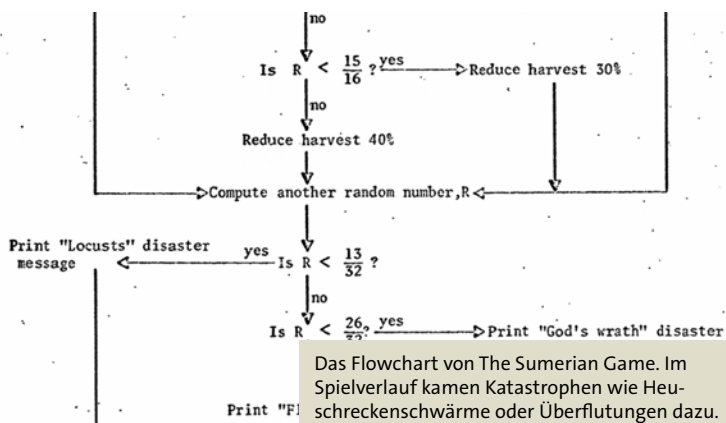 no
Is R < 15/16 ? yes Reduce harvest 30%
no
Reduce harvest 40%
Compute another random number,R
Print "Locusts" disaster
message
yes Is R < 13/32 ?
no
Is R < 26 ? yes Print "God's wrath" disaster
Print
Das Flowchart von The Sumerian Game. Im
Spielverlauf kamen Katastrophen wie Heu-
schreckenschwärme oder Überflutungen dazu.